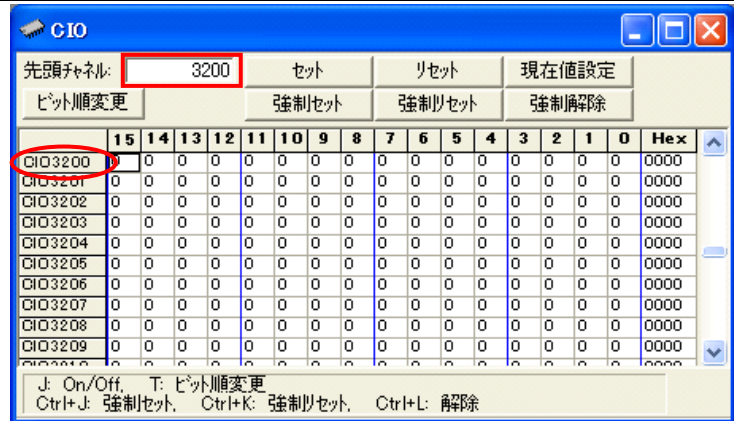 CIO
先頭チャネル: 3200 セット リセット 現在値設定
ビット順変更 強制セット 強制リセット 強制解除
15 14 13 12 11 10 9 8 7 6 5 4 3 2 1 0 Hex
CIO3200 0 0 0 0 0 0 0 0 0 0 0 0 0 0 0 0000
CIO3201 0 0 0 0 0 0 0 0 0 0 0 0 0 0 0 0 0000
CIO3202 0 0 0 0 0 0 0 0 0 0 0 0 0 0 0 0 0000
CIO3203 0 0 0 0 0 0 0 0 0 0 0 0 0 0 0 0 0000
CIO3204 0 0 0 0 0 0 0 0 0 0 0 0 0 0 0 0 0000
CIO3205 0 0 0 0 0 0 0 0 0 0 0 0 0 0 0 0 0000
CIO3206 0 0 0 0 0 0 0 0 0 0 0 0 0 0 0 0 0000
CIO3207 0 0 0 0 0 0 0 0 0 0 0 0 0 0 0 0 0000
CIO3208 0 0 0 0 0 0 0 0 0 0 0 0 0 0 0 0 0000
CIO3209 0 0 0 0 0 0 0 0 0 0 0 0 0 0 0 0 0000
J: On/Off, T: ビット順変更
Ctrl+J: 強制セット, Ctrl+K: 強制リセット, Ctrl+L: 解除